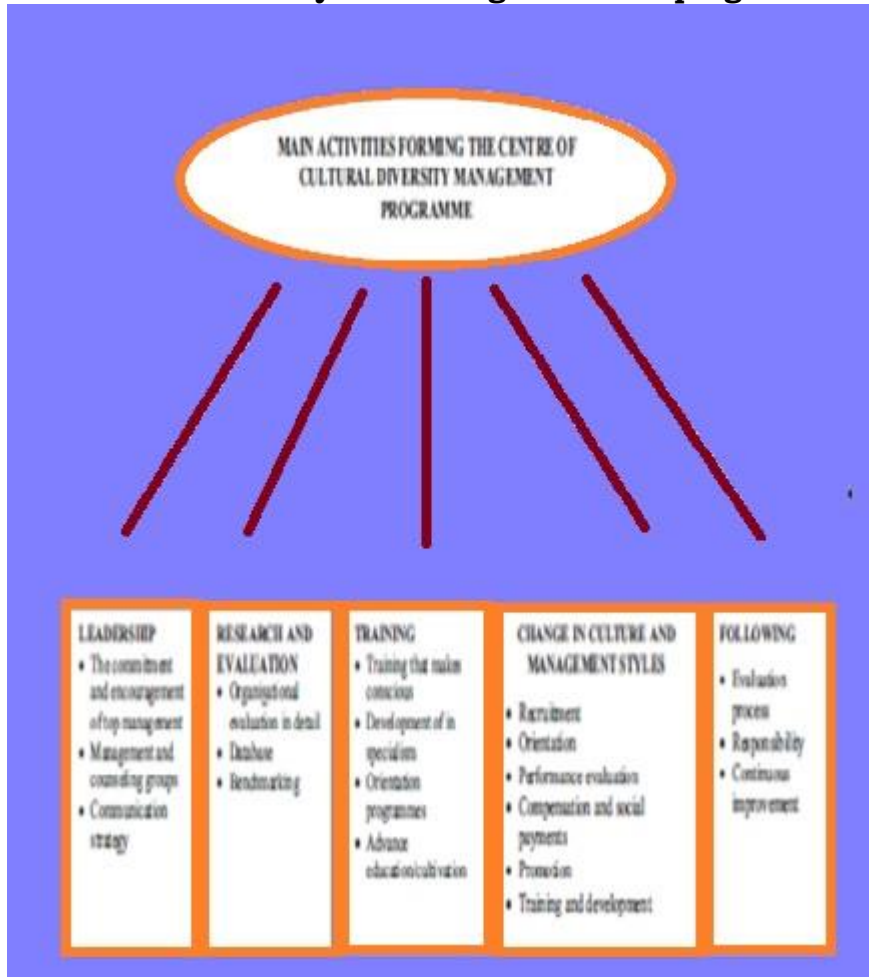 MAIN ACTIVITIES FORMING THE CENTRE OF
CULTURAL DIVERSITY MANAGEMENT
PROGRAMME
LEADERSHIP
• The commitment
and encouragement
of top management
• Management and
counseling groups
• Communication
strategy
RESEARCH AND
EVALUATION
• Organisational
evaluation in detail
• Database
• Benchmarking
TRAINING
• Training that makes
conscious
• Development of in
specialism
• Orientation
programmes
• Advance
education/cultivation
CHANGE IN CULTURE AND
MANAGEMENT STYLES
• Recruitment
• Orientation
• Performance evaluation
• Compensation and social
payments
• Promotion
• Training and development
FOLLOWING
• Evaluation
process
• Responsibility
• Continuous
improvement